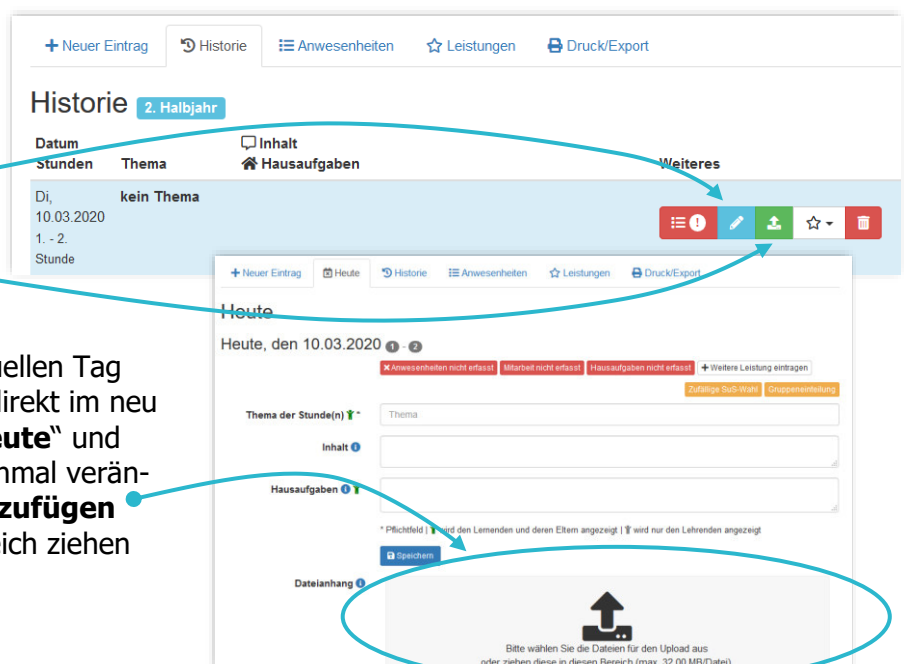 Neuer Eintrag Historie Anwesenheiten Leistungen Druck/Export
Historie 2. Halbjahr
Datum Inhalt
Stunden Thema Hausaufgaben Weiteres
Di, kein Thema
10.03.2020
1. - 2.
Stunde
Neuer Eintrag Heute Historie Anwesenheiten Leistungen Druck/Export
Heute
Heute, den 10.03.2020 1 - 2
Anwesenheiten nicht erfasst Mitarbeit nicht erfasst Hausaufgaben nicht erfasst Weitere Leistung eintragen
Zufällige SuS-Wahl Gruppeneinteilung
Thema der Stunde(n) * Thema
Inhalt
Hausaufgaben
* Pflichtfeld | wird den Lernenden und deren Eltern angezeigt | wird nur den Lehrenden angezeigt
Speichern
Dateianhang
Bitte wählen Sie die Dateien für den Upload aus
oder ziehen diese in diesen Bereich (max. 32,00 MB/Datei)
uellen Tag
direkt im neu
eute“ und
nmal verän-
zufügen
eich ziehen